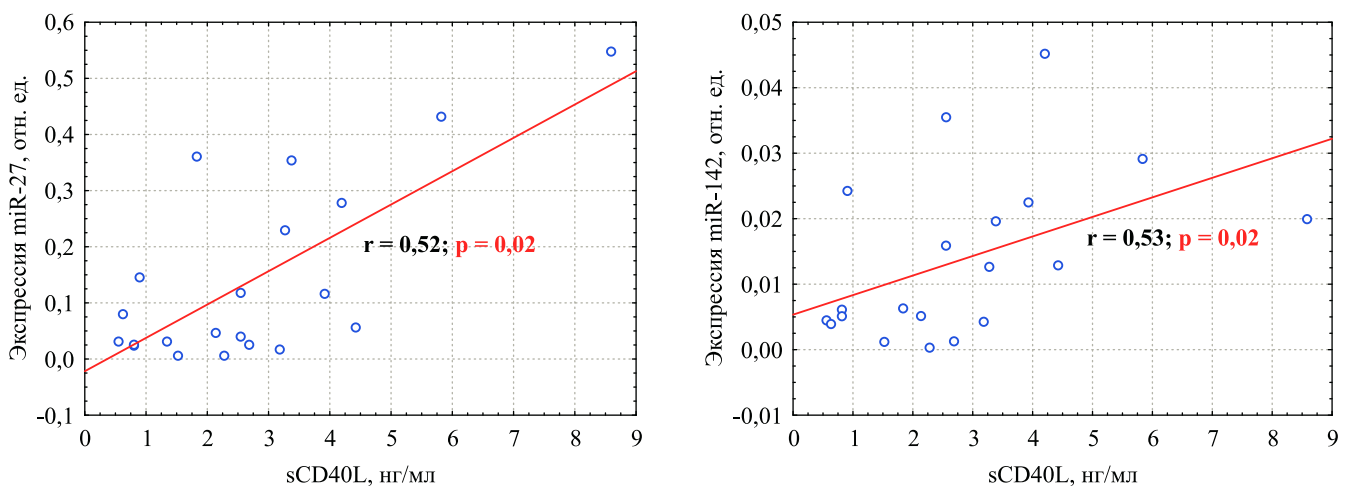 Экспрессия miR-27, отн. ед.
0,6
0,5
0,4
0,3
0,2
0,1
0,0
-0,1
r = 0,52; p = 0,02
0 1 2 3 4 5 6 7 8 9
sCD40L, нг/мл
Экспрессия miR-142, отн. ед.
0,05
0,04
0,03
0,02
0,01
0,00
-0,01
r = 0,53; p = 0,02
0 1 2 3 4 5 6 7 8 9
sCD40L, нг/мл